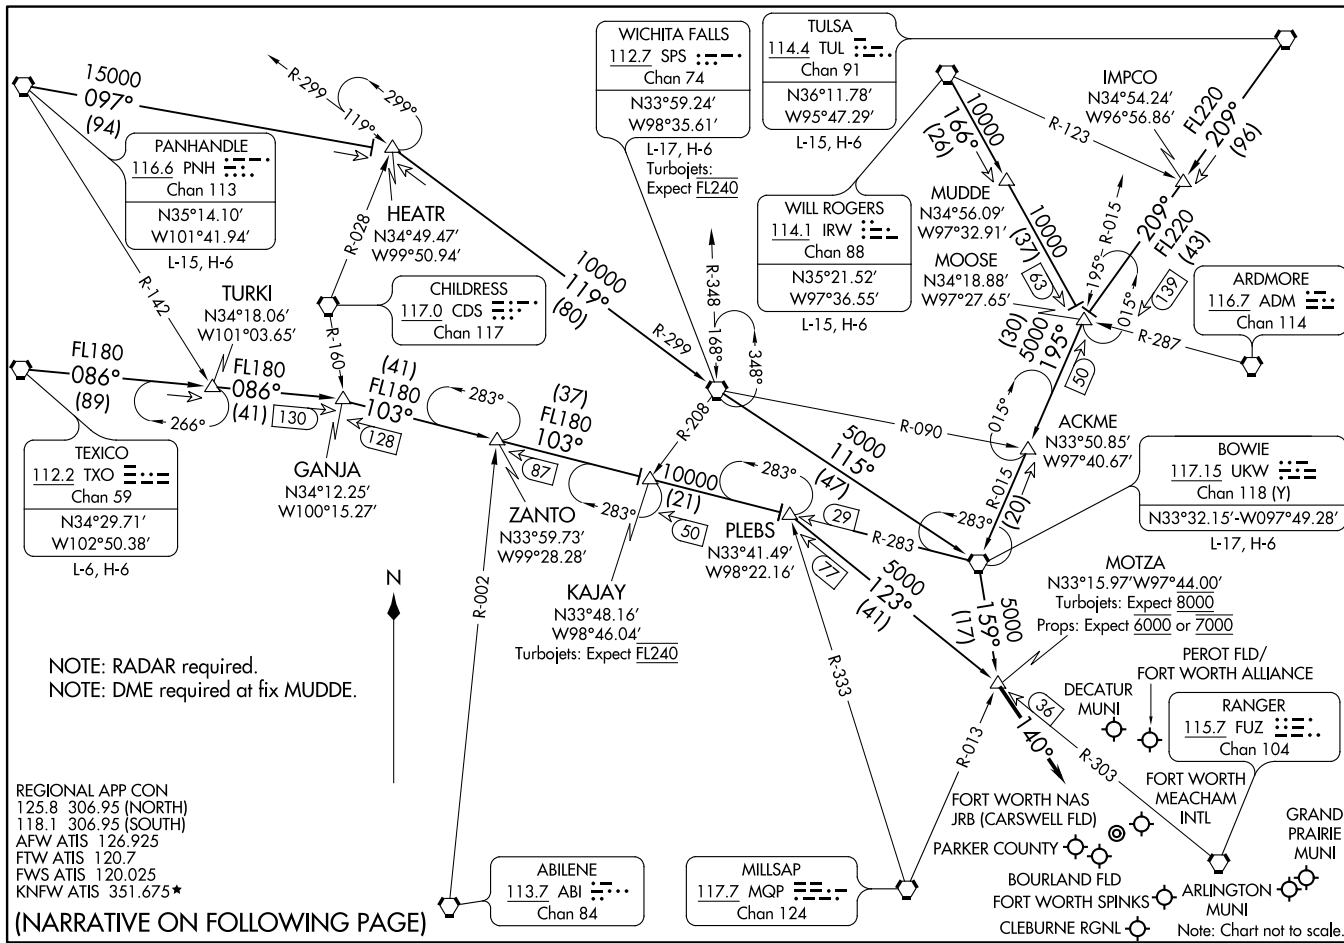 WICHITA FALLS
112.7 SPS
Chan 74
N33°59.24′
W98°35.61′
L-17, H-6
Turbojets:
Expect FL240
TULSA
114.4 TUL
Chan 91
N36°11.78′
W95°47.29′
L-15, H-6
IMPCO
N34°54.24′
W96°56.86′
FL220
209°
(96)
15000
097°
(94)
R-299
119°
299°
PANHANDLE
116.6 PNH
Chan 113
N35°14.10′
W101°41.94′
L-15, H-6
HEATR
N34°49.47′
W99°50.94′
R-028
R-142
10000
119°
(80)
R-299
R-348
168°
348°
10000
166°
(26)
R-123
MUDDE
N34°56.09′
W97°32.91′
WILL ROGERS
114.1 IRW
Chan 88
N35°21.52′
W97°36.55′
L-15, H-6
10000
(37)
63
MOOSE
N34°18.88′
W97°27.65′
195°
R-015
015°
209°
FL220
(43)
139
ARDMORE
116.7 ADM
Chan 114
R-287
CHILDRESS
117.0 CDS
Chan 117
R-160
TURKI
N34°18.06′
W101°03.65′
FL180
086°
(89)
266°
FL180
086°
(41)
130
TEXICO
112.2 TXO
Chan 59
N34°29.71′
W102°50.38′
L-6, H-6
GANJA
N34°12.25′
W100°15.27′
(41)
FL180
103°
128
283°
(37)
FL180
103°
87
ZANTO
N33°59.73′
W99°28.28′
R-002
283°
R-208
KAJAY
N33°48.16′
W98°46.04′
Turbojets: Expect FL240
10000
(21)
50
283°
PLEBS
N33°41.49′
W98°22.16′
77
29
R-283
5000
115°
(47)
R-090
(30)
5000
195°
50
015°
ACKME
N33°50.85′
W97°40.67′
R-015
(20)
283°
BOWIE
117.15 UKW
Chan 118 (Y)
N33°32.15′-W097°49.28′
L-17, H-6
5000
123°
(41)
5000
159°
(17)
MOTZA
N33°15.97′W97°44.00′
Turbojets: Expect 8000
Props: Expect 6000 or 7000
R-333
R-013
36
140°
R-303
DECATUR
MUNI
PEROT FLD/
FORT WORTH ALLIANCE
RANGER
115.7 FUZ
Chan 104
FORT WORTH
MEACHAM
INTL
FORT WORTH NAS
JRB (CARSWELL FLD)
PARKER COUNTY
BOURLAND FLD
FORT WORTH SPINKS
CLEBURNE RGNL
ARLINGTON
MUNI
GRAND
PRAIRIE
MUNI
Note: Chart not to scale.
N
NOTE: RADAR required.
NOTE: DME required at fix MUDDE.
ABILENE
113.7 ABI
Chan 84
MILLSAP
117.7 MQP
Chan 124
REGIONAL APP CON
125.8 306.95 (NORTH)
118.1 306.95 (SOUTH)
AFW ATIS 126.925
FTW ATIS 120.7
FWS ATIS 120.025
KNFW ATIS 351.675★
(NARRATIVE ON FOLLOWING PAGE)